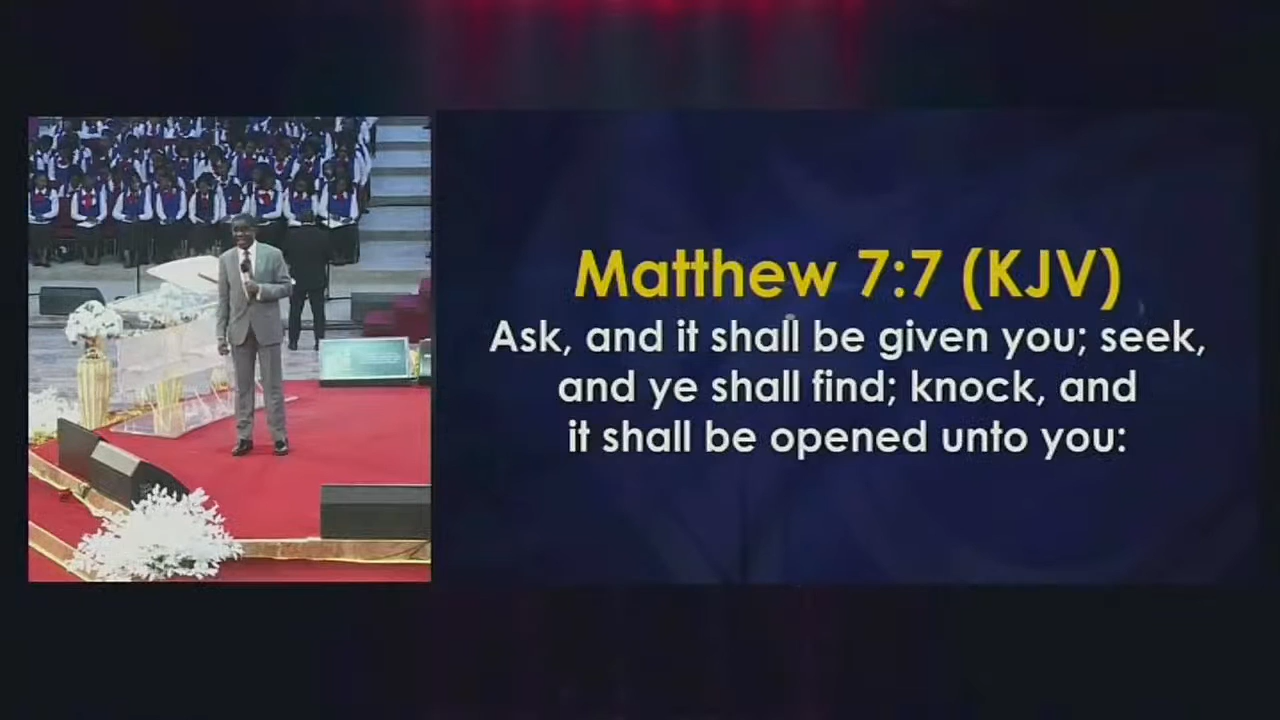 Matthew 7:7 (KJV)
Ask, and it shall be given you; seek,
and ye shall find; knock, and
it shall be opened unto you: